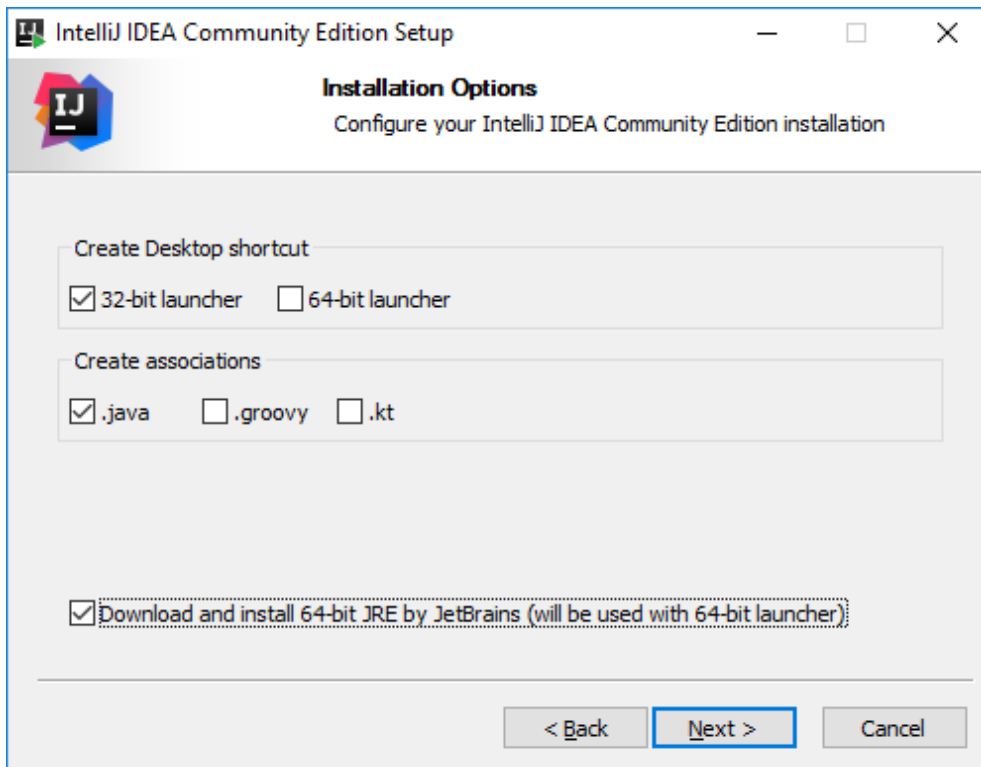 IntelliJ IDEA Community Edition Setup
IJ
Installation Options
Configure your IntelliJ IDEA Community Edition installation
Create Desktop shortcut
32-bit launcher 64-bit launcher
Create associations
.java .groovy .kt
Download and install 64-bit JRE by JetBrains (will be used with 64-bit launcher)
< Back Next > Cancel